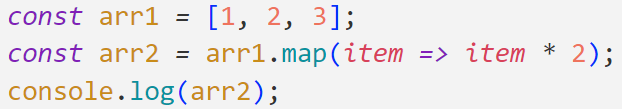 const arr1 = [1, 2, 3];
const arr2 = arr1.map(item => item * 2);
console.log(arr2);